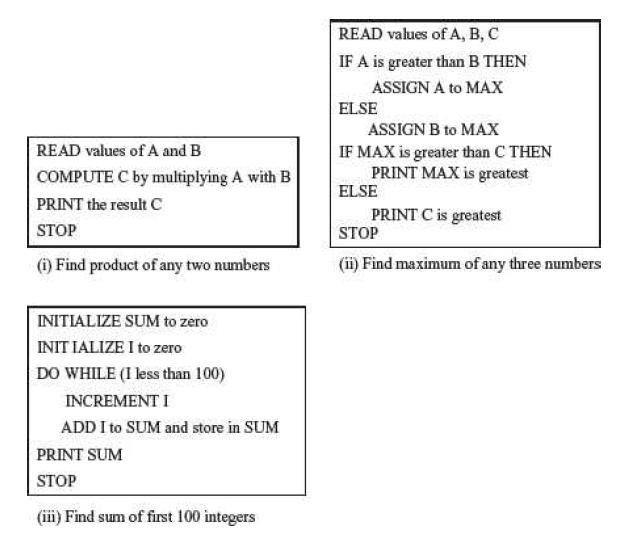 READ values of A and B
COMPUTE C by multiplying A with B
PRINT the result C
STOP
(i) Find product of any two numbers
READ values of A, B, C
IF A is greater than B THEN
ASSIGN A to MAX
ELSE
ASSIGN B to MAX
IF MAX is greater than C THEN
PRINT MAX is greatest
ELSE
PRINT C is greatest
STOP
(ii) Find maximum of any three numbers
INITIALIZE SUM to zero
INIT IALIZE I to zero
DO WHILE (I less than 100)
INCREMENT I
ADD I to SUM and store in SUM
PRINT SUM
STOP
(iii) Find sum of first 100 integers